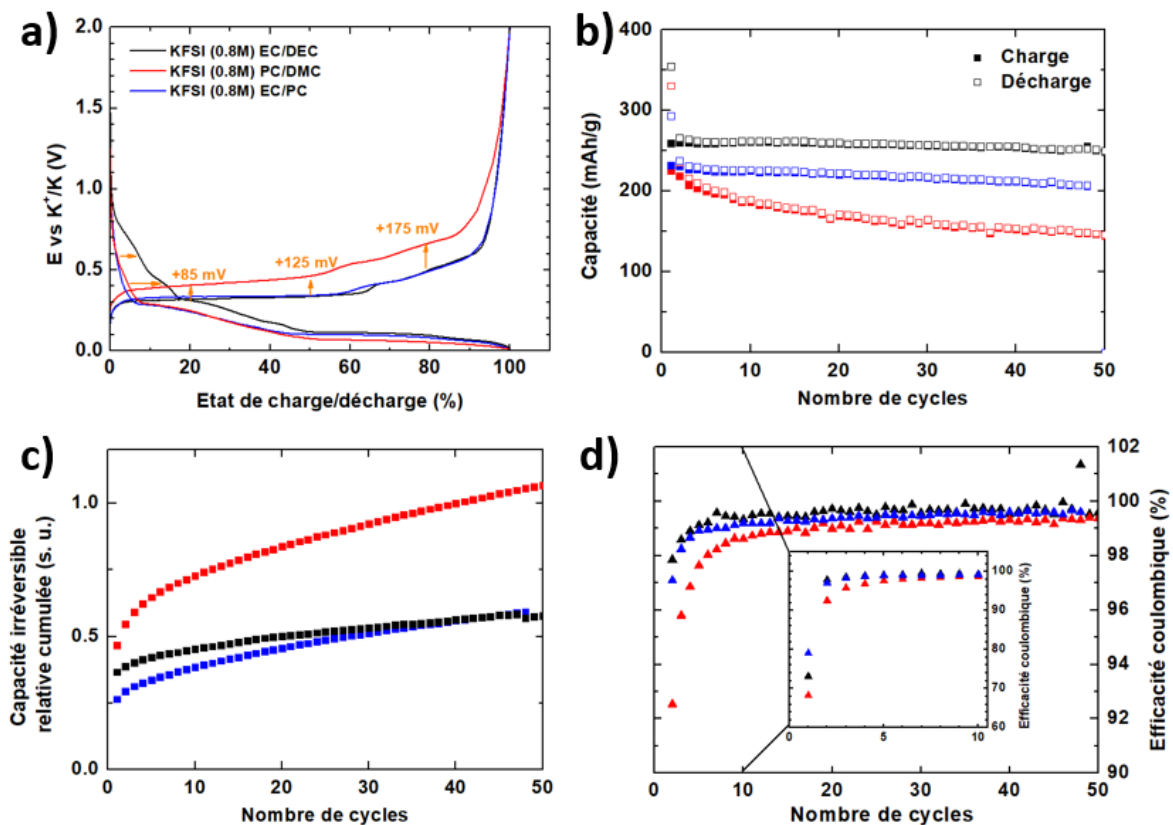 a)
2.0
1.5
1.0
0.5
0.0
E vs K⁺/K (V)
KFSI (0.8M) EC/DEC
KFSI (0.8M) PC/DMC
KFSI (0.8M) EC/PC
+85 mV
+125 mV
+175 mV
0 20 40 60 80 100
Etat de charge/décharge (%)
b)
400
300
200
100
0
Capacité (mAh/g)
Charge
Décharge
0 10 20 30 40 50
Nombre de cycles
c)
1.0
0.5
0.0
Capacité irréversible
relative cumulée (s. u.)
0 10 20 30 40 50
Nombre de cycles
d)
102
100
98
96
94
92
90
Efficacité coulombique (%)
100
90
80
70
60
Efficacité coulombique (%)
0 5 10
0 10 20 30 40 50
Nombre de cycles